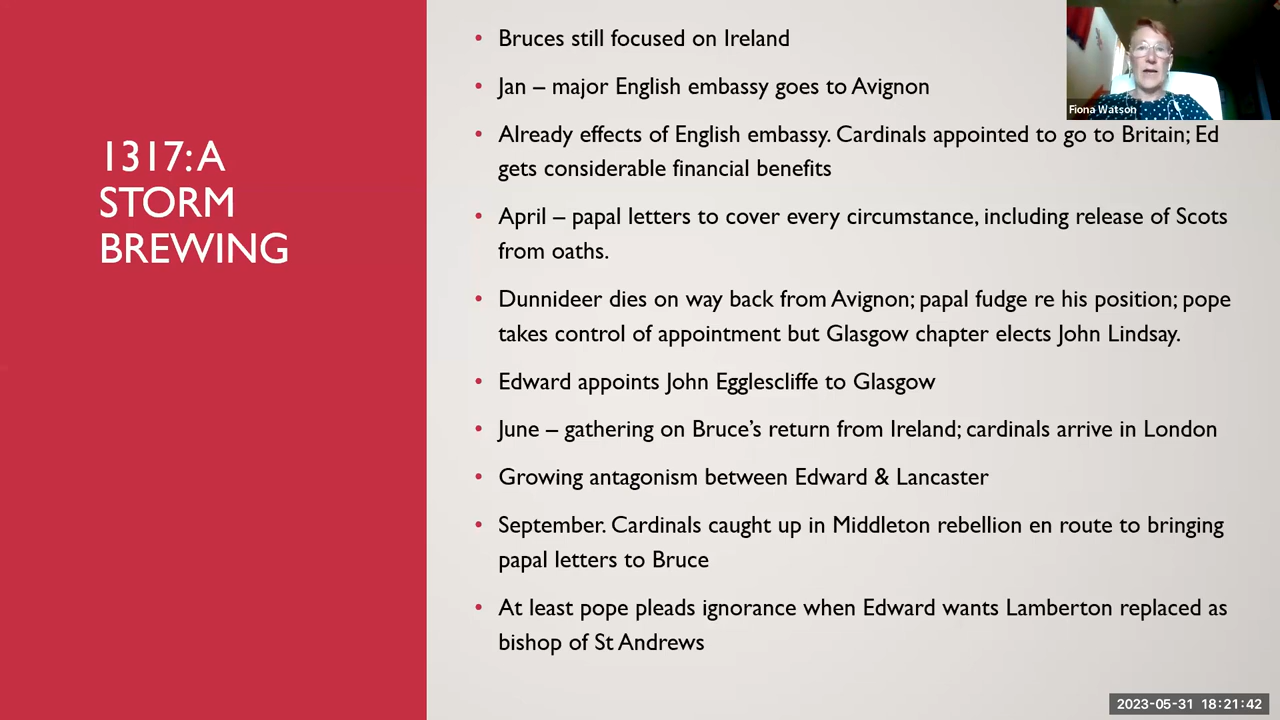 1317: A
STORM
BREWING
• Bruces still focused on Ireland
• Jan – major English embassy goes to Avignon
• Already effects of English embassy. Cardinals appointed to go to Britain; Ed
gets considerable financial benefits
• April – papal letters to cover every circumstance, including release of Scots
from oaths.
• Dunnideer dies on way back from Avignon; papal fudge re his position; pope
takes control of appointment but Glasgow chapter elects John Lindsay.
• Edward appoints John Egglescliffe to Glasgow
• June – gathering on Bruce’s return from Ireland; cardinals arrive in London
• Growing antagonism between Edward & Lancaster
• September. Cardinals caught up in Middleton rebellion en route to bringing
papal letters to Bruce
• At least pope pleads ignorance when Edward wants Lamberton replaced as
bishop of St Andrews
Fiona Watson
2023-05-31 18:21:42